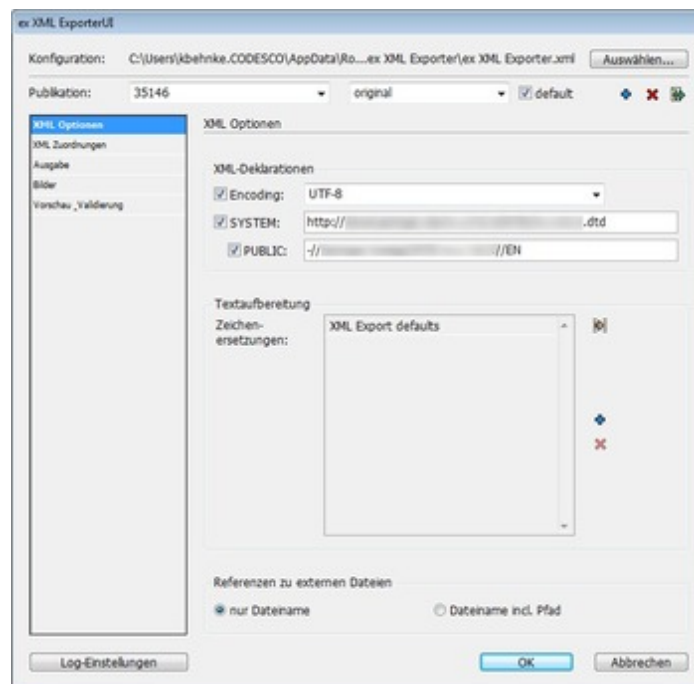 ex XML ExporterUI
Konfiguration: C:\Users\kbehnke.CODESCO\AppData\Ro....ex XML Exporter\ex XML Exporter.xml Auswählen...
Publikation: 35146 original default
XML Optionen
XML Zuordnungen
Ausgabe
Bilder
Vorschau_Validierung
XML Optionen
XML-Deklarationen
Encoding: UTF-8
SYSTEM: http:// .dtd
PUBLIC: -// //EN
Textaufbereitung
Zeichen-
ersetzungen:
XML Export defaults
Referenzen zu externen Dateien
nur Dateiname Dateiname incl. Pfad
Log-Einstellungen OK Abbrechen